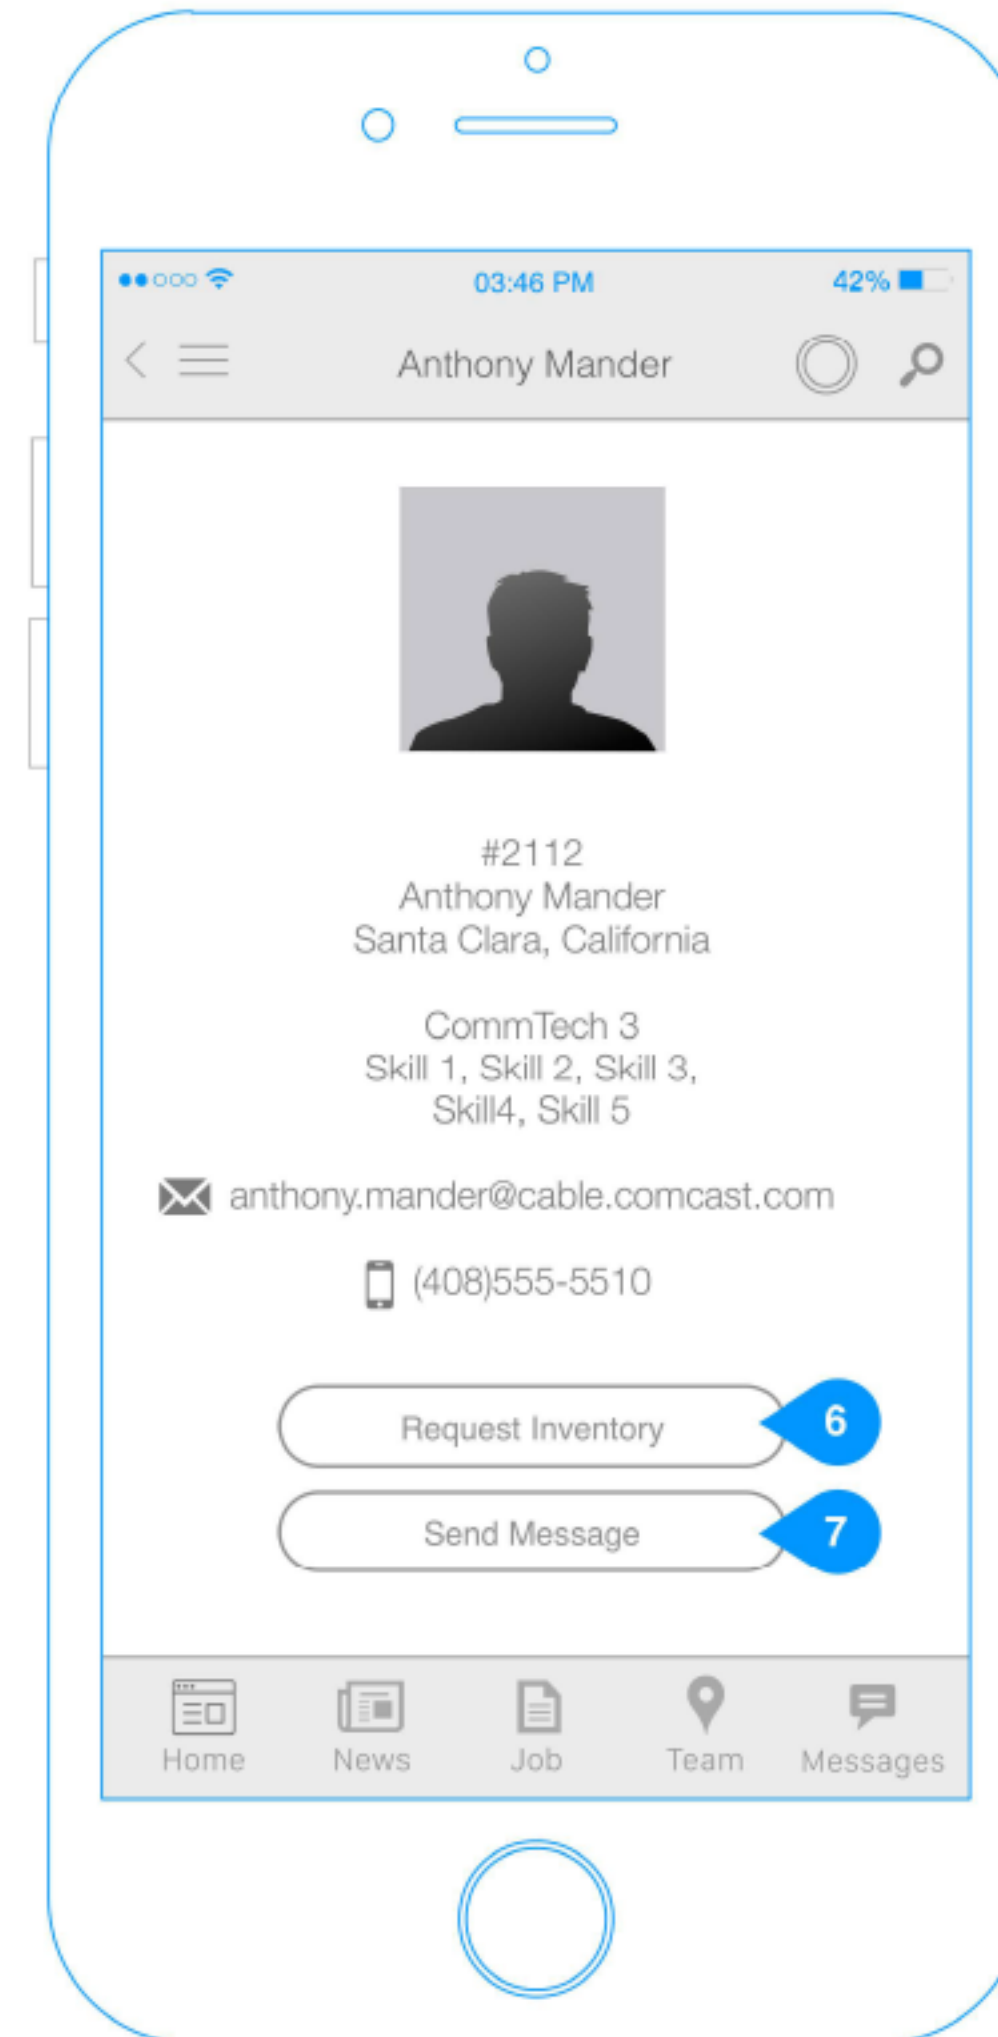 03:46 PM
42%
Anthony Mander
#2112
Anthony Mander
Santa Clara, California
CommTech 3
Skill 1, Skill 2, Skill 3,
Skill4, Skill 5
anthony.mander@cable.comcast.com
(408)555-5510
Request Inventory
6
Send Message
7
Home
News
Job
Team
Messages